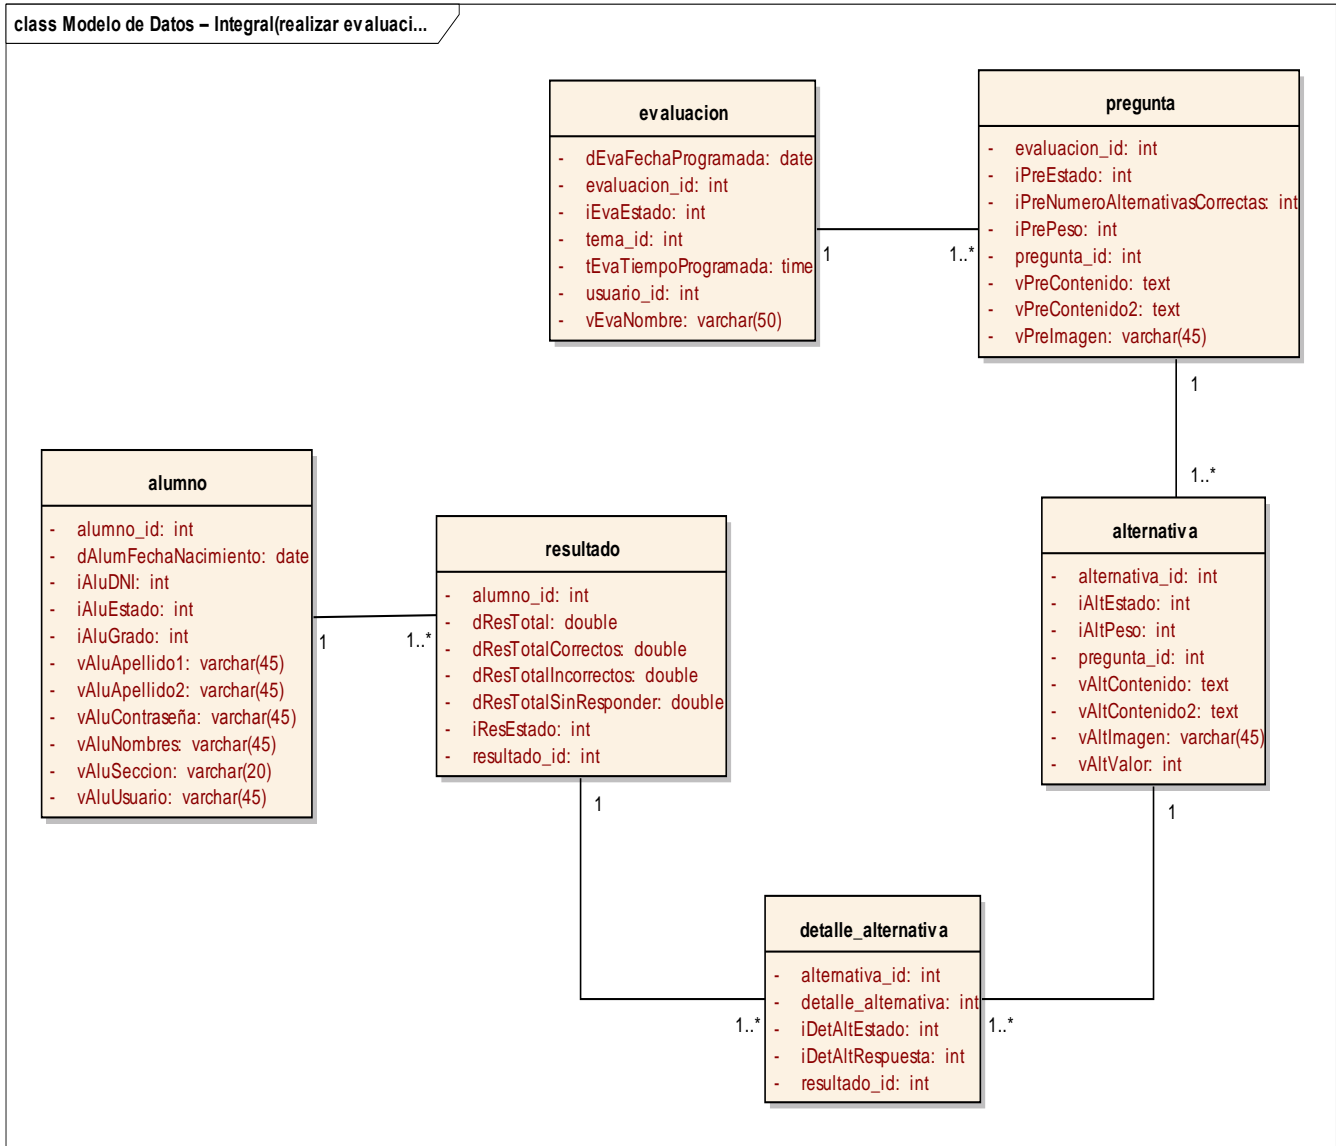 class Modelo de Datos – Integral(realizar evaluaci...
evaluacion
- dEvaFechaProgramada: date
- evaluacion_id: int
- iEvaEstado: int
- tema_id: int
- tEvaTiempoProgramada: time
- usuario_id: int
- vEvaNombre: varchar(50)
pregunta
- evaluacion_id: int
- iPreEstado: int
- iPreNumeroAlternativasCorrectas: int
- iPrePeso: int
- pregunta_id: int
- vPreContenido: text
- vPreContenido2: text
- vPreImagen: varchar(45)
1
1..*
1
1..*
alumno
- alumno_id: int
- dAlumFechaNacimiento: date
- iAluDNI: int
- iAluEstado: int
- iAluGrado: int
- vAluApellido1: varchar(45)
- vAluApellido2: varchar(45)
- vAluContraseña: varchar(45)
- vAluNombres: varchar(45)
- vAluSeccion: varchar(20)
- vAluUsuario: varchar(45)
1
1..*
resultado
- alumno_id: int
- dResTotal: double
- dResTotalCorrectos: double
- dResTotalIncorrectos: double
- dResTotalSinResponder: double
- iResEstado: int
- resultado_id: int
alternativa
- alternativa_id: int
- iAltEstado: int
- iAltPeso: int
- pregunta_id: int
- vAltContenido: text
- vAltContenido2: text
- vAltImagen: varchar(45)
- vAltValor: int
1
1
detalle_alternativa
- alternativa_id: int
- detalle_alternativa: int
- iDetAltEstado: int
- iDetAltRespuesta: int
- resultado_id: int
1..*
1..*